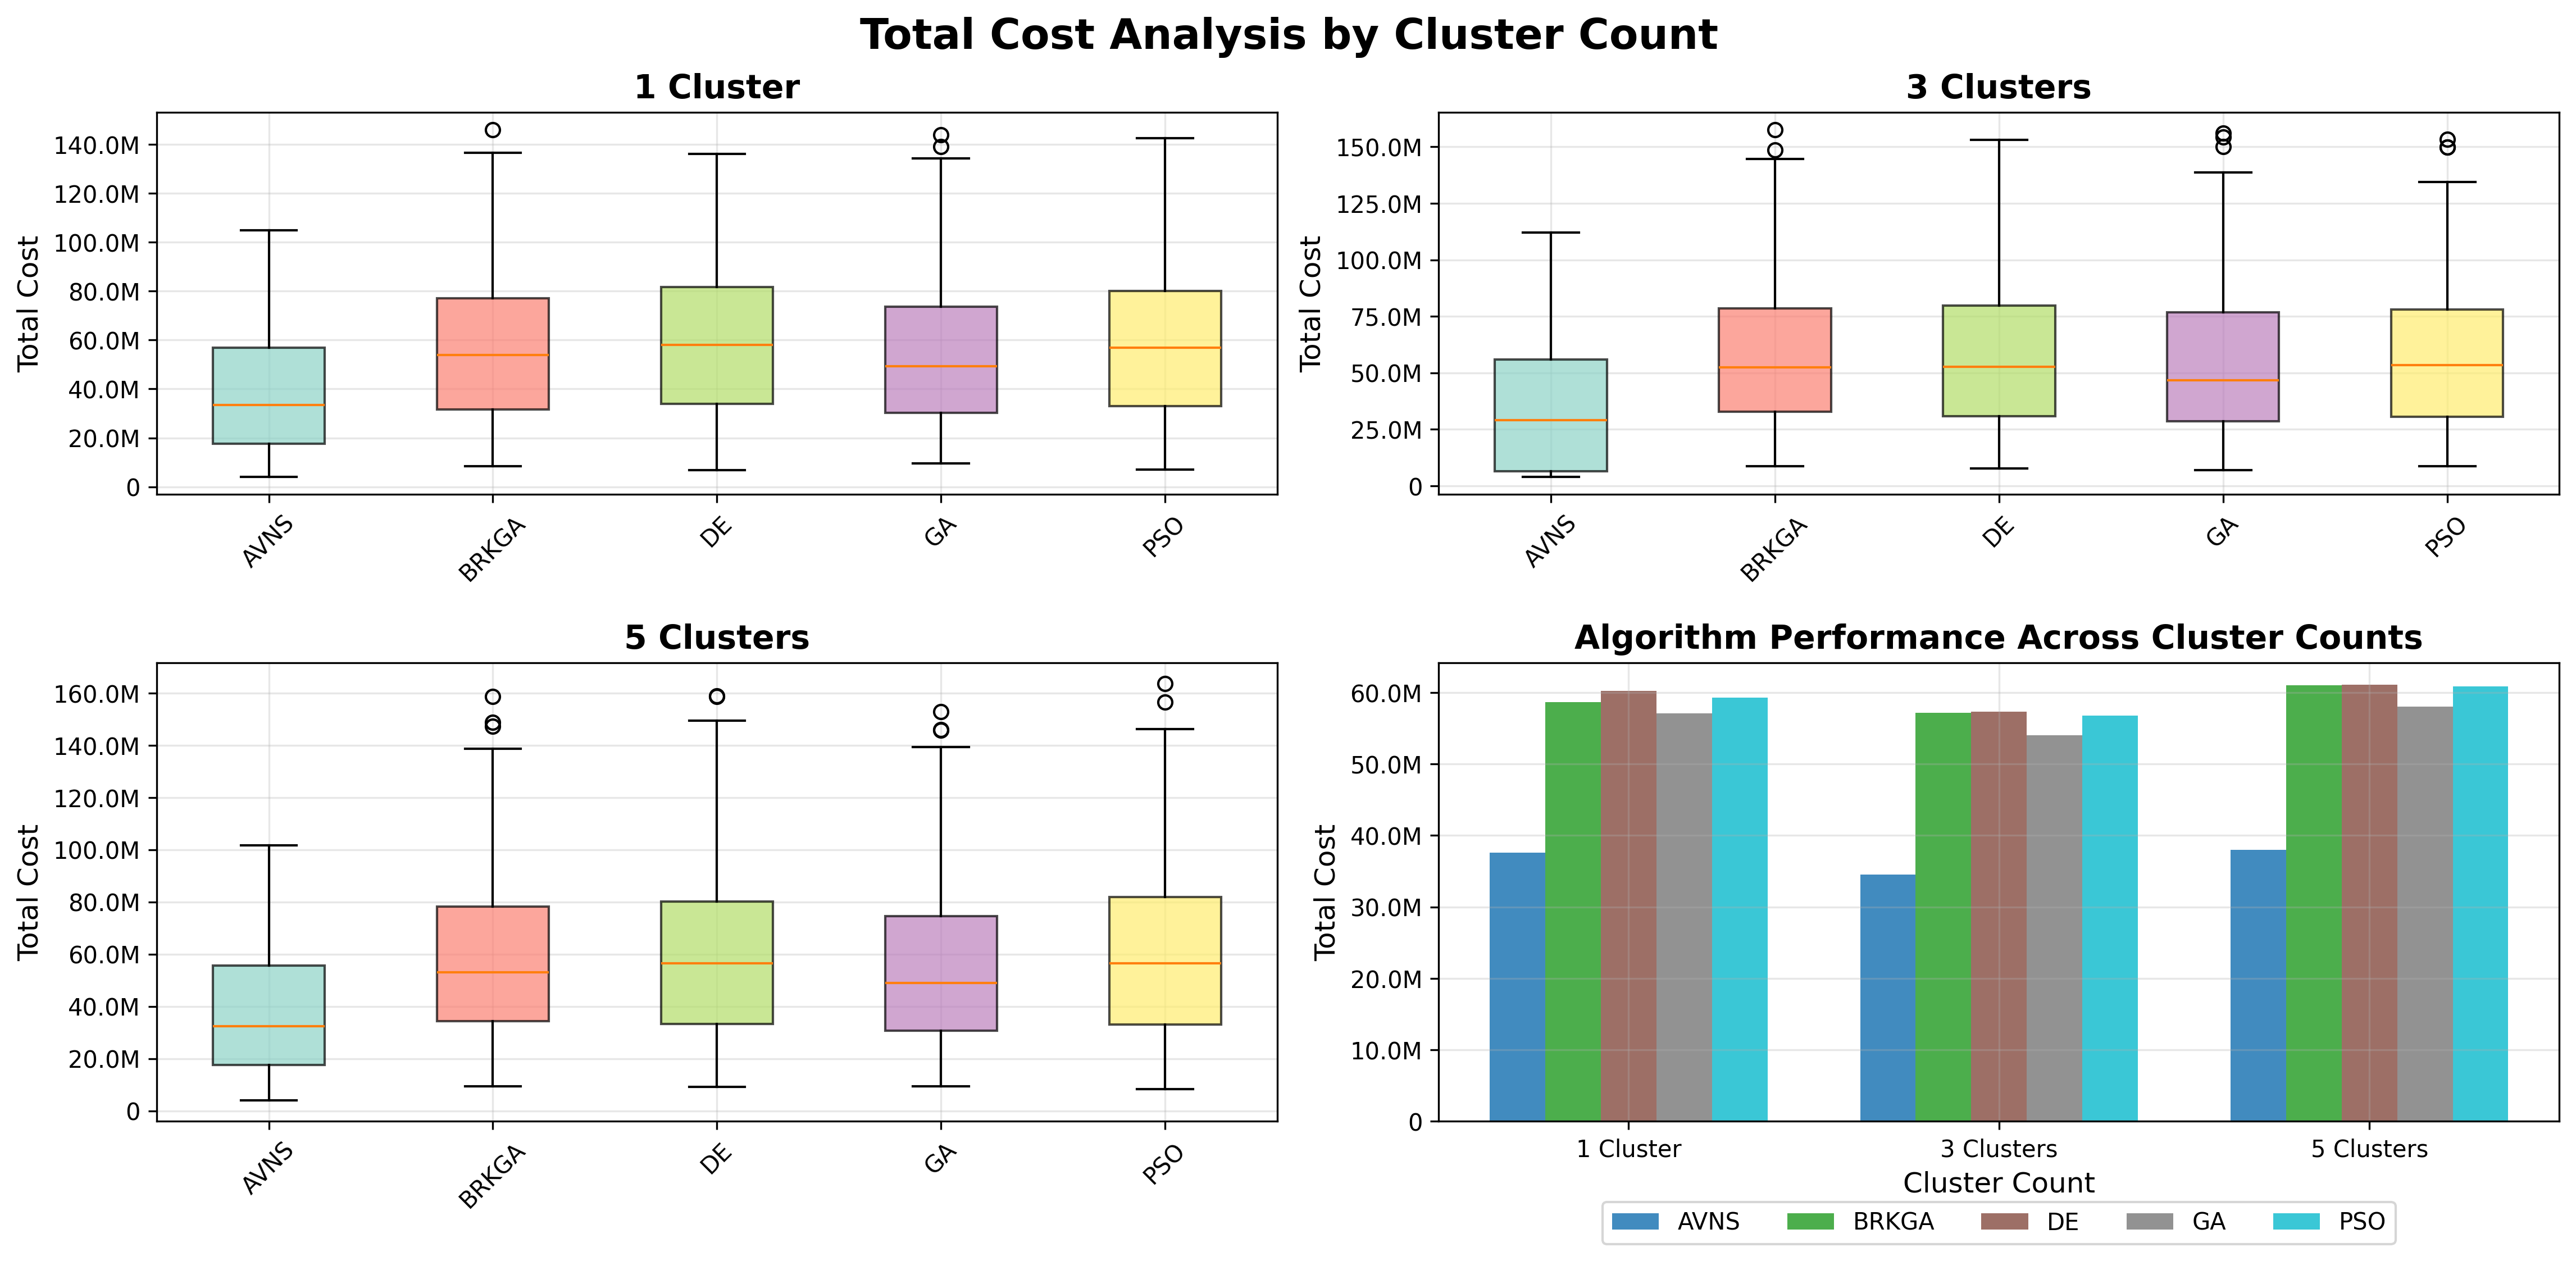 Total Cost Analysis by Cluster Count
1 Cluster
Total Cost
140.0M
120.0M
100.0M
80.0M
60.0M
40.0M
20.0M
0
AVNS
BRKGA
DE
GA
PSO
3 Clusters
Total Cost
150.0M
125.0M
100.0M
75.0M
50.0M
25.0M
0
AVNS
BRKGA
DE
GA
PSO
5 Clusters
Total Cost
160.0M
140.0M
120.0M
100.0M
80.0M
60.0M
40.0M
20.0M
0
AVNS
BRKGA
DE
GA
PSO
Algorithm Performance Across Cluster Counts
Total Cost
60.0M
50.0M
40.0M
30.0M
20.0M
10.0M
0
1 Cluster
3 Clusters
5 Clusters
Cluster Count
AVNS
BRKGA
DE
GA
PSO